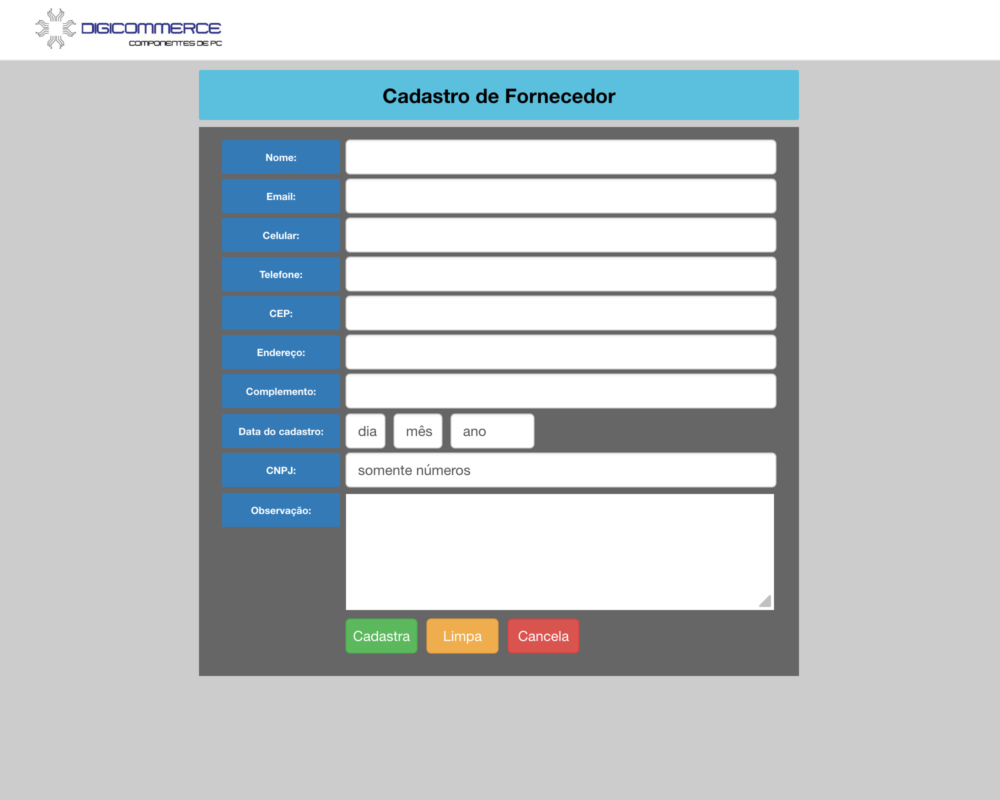 DIGICOMMERCE
COMPONENTES DE PC
Cadastro de Fornecedor
Nome:
Email:
Celular:
Telefone:
CEP:
Endereço:
Complemento:
Data do cadastro: dia mês ano
CNPJ: somente números
Observação:
Cadastra Limpa Cancela